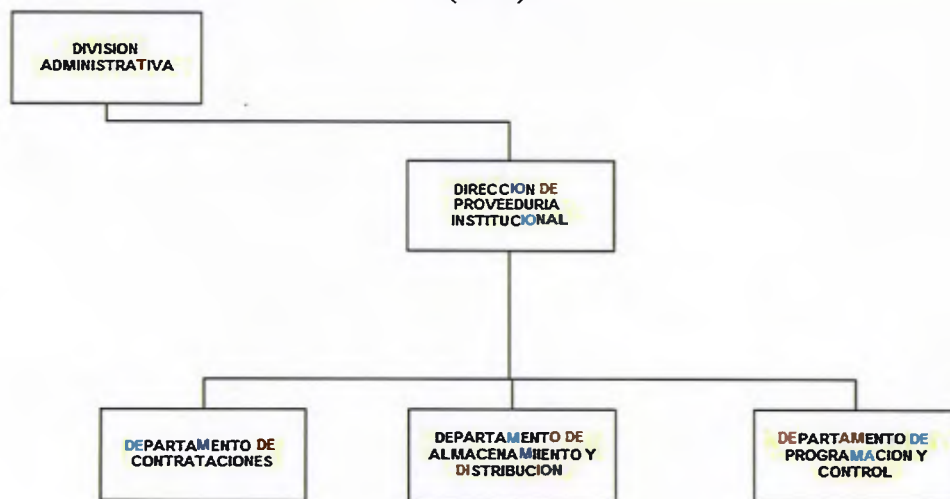 DIVISION
ADMINISTRATIVA
DIRECCION DE
PROVEEDURIA
INSTITUCIONAL
DEPARTAMENTO DE
CONTRATACIONES
DEPARTAMENTO DE
ALMACENAMIENTO Y
DISTRIBUCION
DEPARTAMENTO DE
PROGRAMACION Y
CONTROL